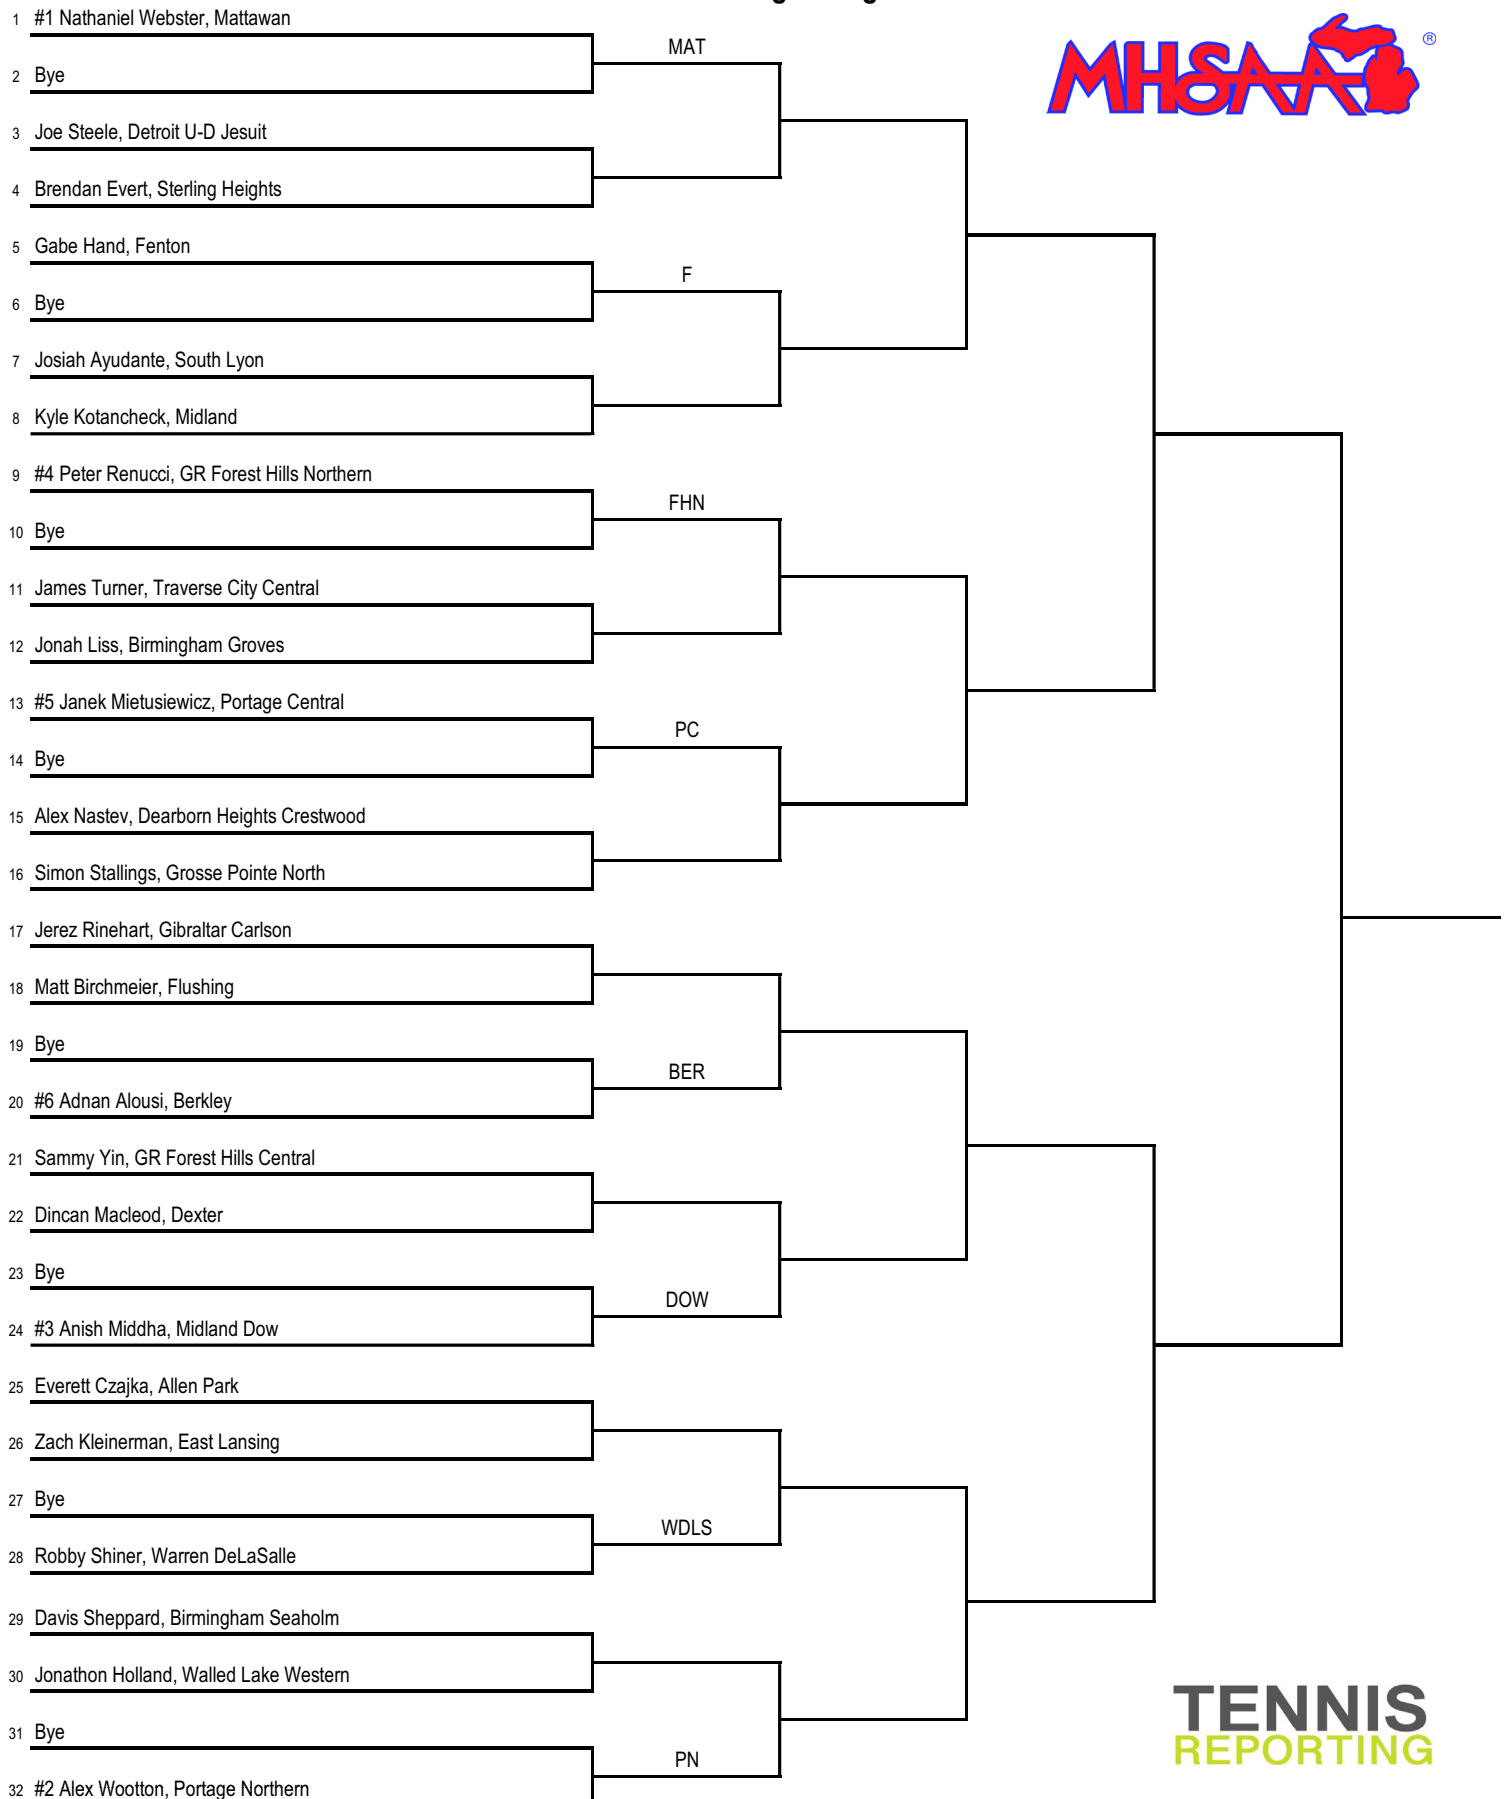 1 #1 Nathaniel Webster, Mattawan
MAT
2 Bye
MHSAA ®
3 Joe Steele, Detroit U-D Jesuit
4 Brendan Evert, Sterling Heights
5 Gabe Hand, Fenton
F
6 Bye
7 Josiah Ayudante, South Lyon
8 Kyle Kotancheck, Midland
9 #4 Peter Renucci, GR Forest Hills Northern
FHN
10 Bye
11 James Turner, Traverse City Central
12 Jonah Liss, Birmingham Groves
13 #5 Janek Mietusiewicz, Portage Central
PC
14 Bye
15 Alex Nastev, Dearborn Heights Crestwood
16 Simon Stallings, Grosse Pointe North
17 Jerez Rinehart, Gibraltar Carlson
18 Matt Birchmeier, Flushing
19 Bye
BER
20 #6 Adnan Alousi, Berkley
21 Sammy Yin, GR Forest Hills Central
22 Dincan Macleod, Dexter
23 Bye
DOW
24 #3 Anish Middha, Midland Dow
25 Everett Czajka, Allen Park
26 Zach Kleinerman, East Lansing
27 Bye
WDLS
28 Robby Shiner, Warren DeLaSalle
29 Davis Sheppard, Birmingham Seaholm
30 Jonathon Holland, Walled Lake Western
31 Bye
PN
32 #2 Alex Wootton, Portage Northern
TENNIS
REPORTING